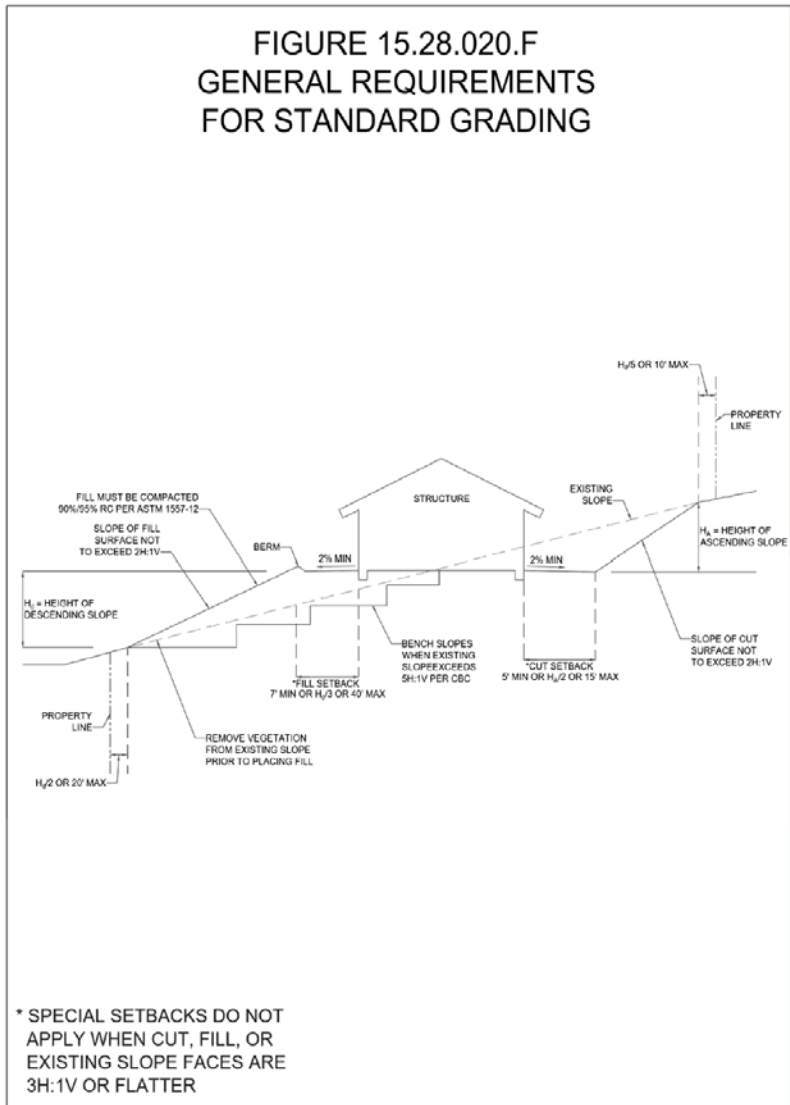 FIGURE 15.28.020.F
GENERAL REQUIREMENTS
FOR STANDARD GRADING
H₁/5 OR 10' MAX
PROPERTY
LINE
EXISTING
SLOPE
STRUCTURE
FILL MUST BE COMPACTED
90%/95% RC PER ASTM 1557-12
SLOPE OF FILL
SURFACE NOT
TO EXCEED 2H:1V
BERM
2% MIN
2% MIN
Hₐ = HEIGHT OF
ASCENDING SLOPE
= HEIGHT OF
DESCENDING SLOPE
BENCH SLOPES
WHEN EXISTING
SLOPEEXCEEDS
5H:1V PER CBC
SLOPE OF CUT
SURFACE NOT
TO EXCEED 2H:1V
*FILL SETBACK
7' MIN OR /3 OR 40' MAX
*CUT SETBACK
5' MIN OR Hₐ/2 OR 15' MAX
PROPERTY
LINE
REMOVE VEGETATION
FROM EXISTING SLOPE
PRIOR TO PLACING FILL
/2 OR 20' MAX
* SPECIAL SETBACKS DO NOT
APPLY WHEN CUT, FILL, OR
EXISTING SLOPE FACES ARE
3H:1V OR FLATTER